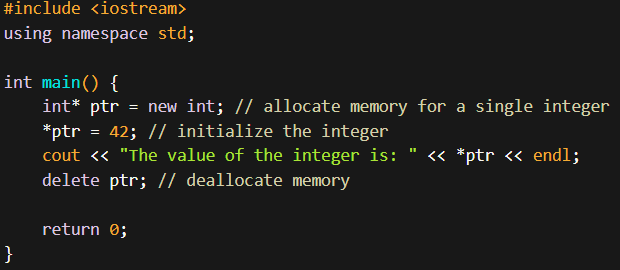 #include <iostream>
using namespace std;
int main() {
int* ptr = new int; // allocate memory for a single integer
*ptr = 42; // initialize the integer
cout << "The value of the integer is: " << *ptr << endl;
delete ptr; // deallocate memory
return 0;
}